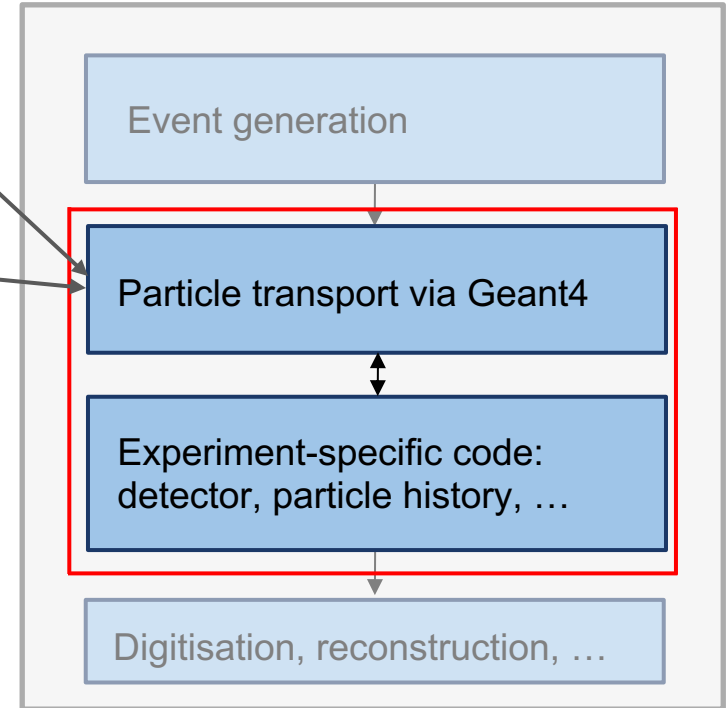 Event generation
Particle transport via Geant4
Experiment-specific code:
detector, particle history, …
Digitisation, reconstruction, …